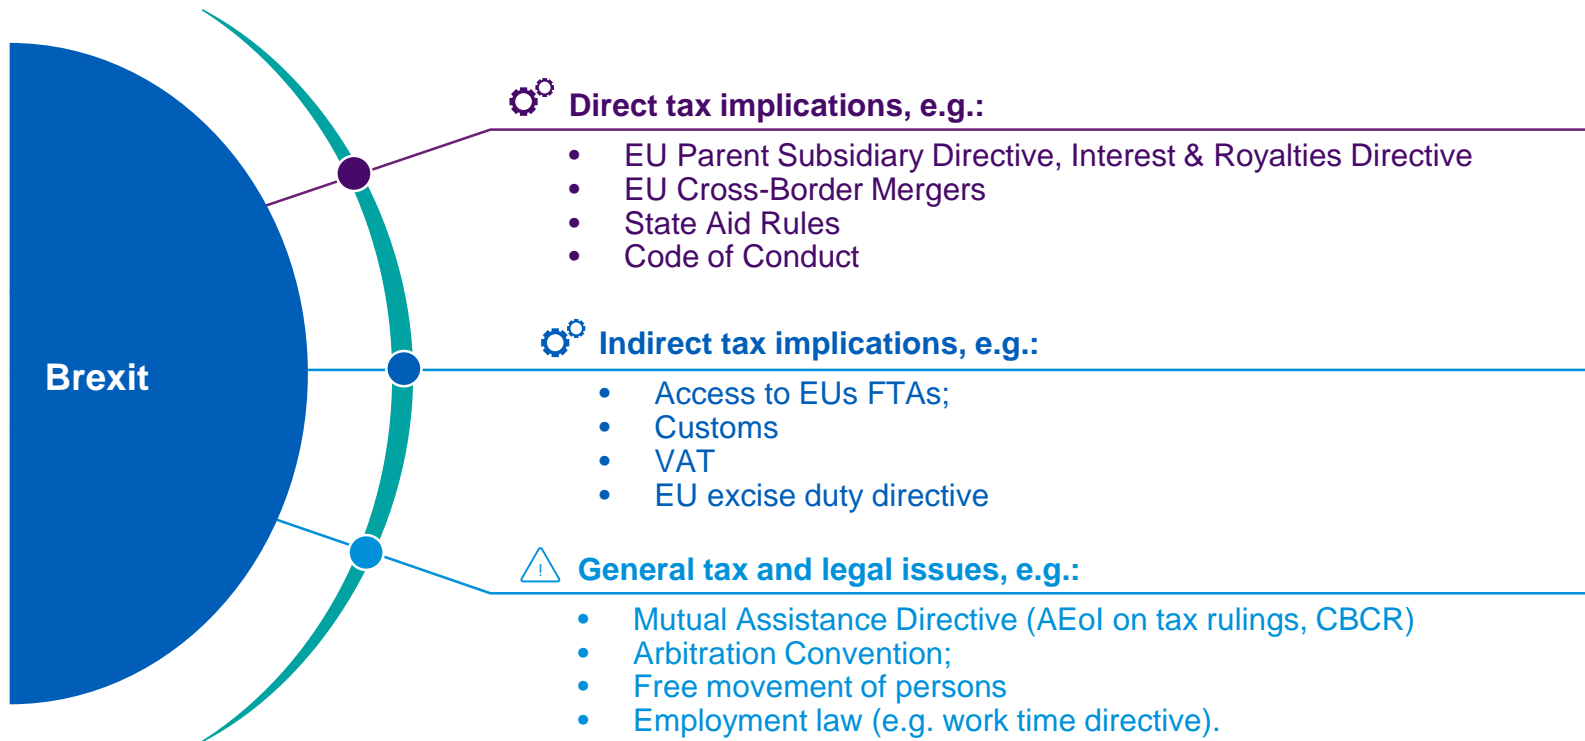 Brexit
Direct tax implications, e.g.:
• EU Parent Subsidiary Directive, Interest & Royalties Directive
• EU Cross-Border Mergers
• State Aid Rules
• Code of Conduct
Indirect tax implications, e.g.:
• Access to EUs FTAs;
• Customs
• VAT
• EU excise duty directive
! General tax and legal issues, e.g.:
• Mutual Assistance Directive (AEoI on tax rulings, CBCR)
• Arbitration Convention;
• Free movement of persons
• Employment law (e.g. work time directive).